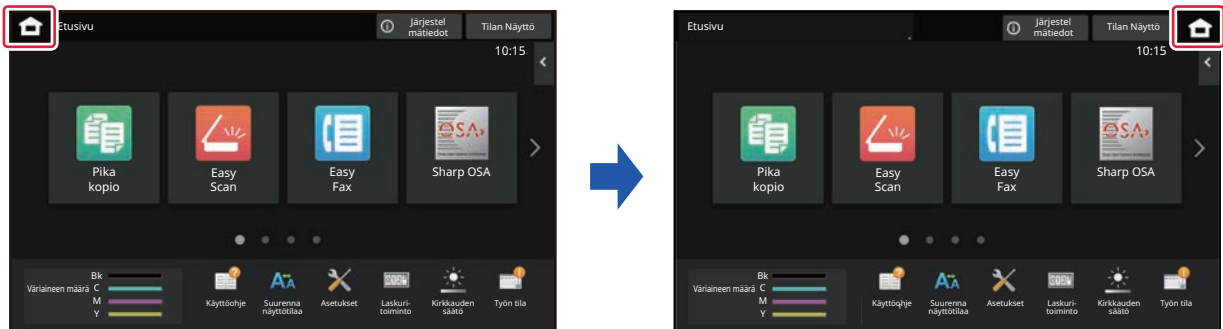 Etusivu
Järjestel
mätiedot
Tilan Näyttö
10:15
Pika
kopio
Easy
Scan
Easy
Fax
OSA
Sharp OSA
Väriaineen määrä
Bk
C
M
Y
Käyttöohje
Suurenna
näyttötilaa
Asetukset
Laskuri-
toiminto
Kirkkauden
säätö
Työn tila
Etusivu
Järjestel
mätiedot
Tilan Näyttö
10:15
Pika
kopio
Easy
Scan
Easy
Fax
OSA
Sharp OSA
Väriaineen määrä
Bk
C
M
Y
Käyttöohje
Suurenna
näyttötilaa
Asetukset
Laskuri-
toiminto
Kirkkauden
säätö
Työn tila